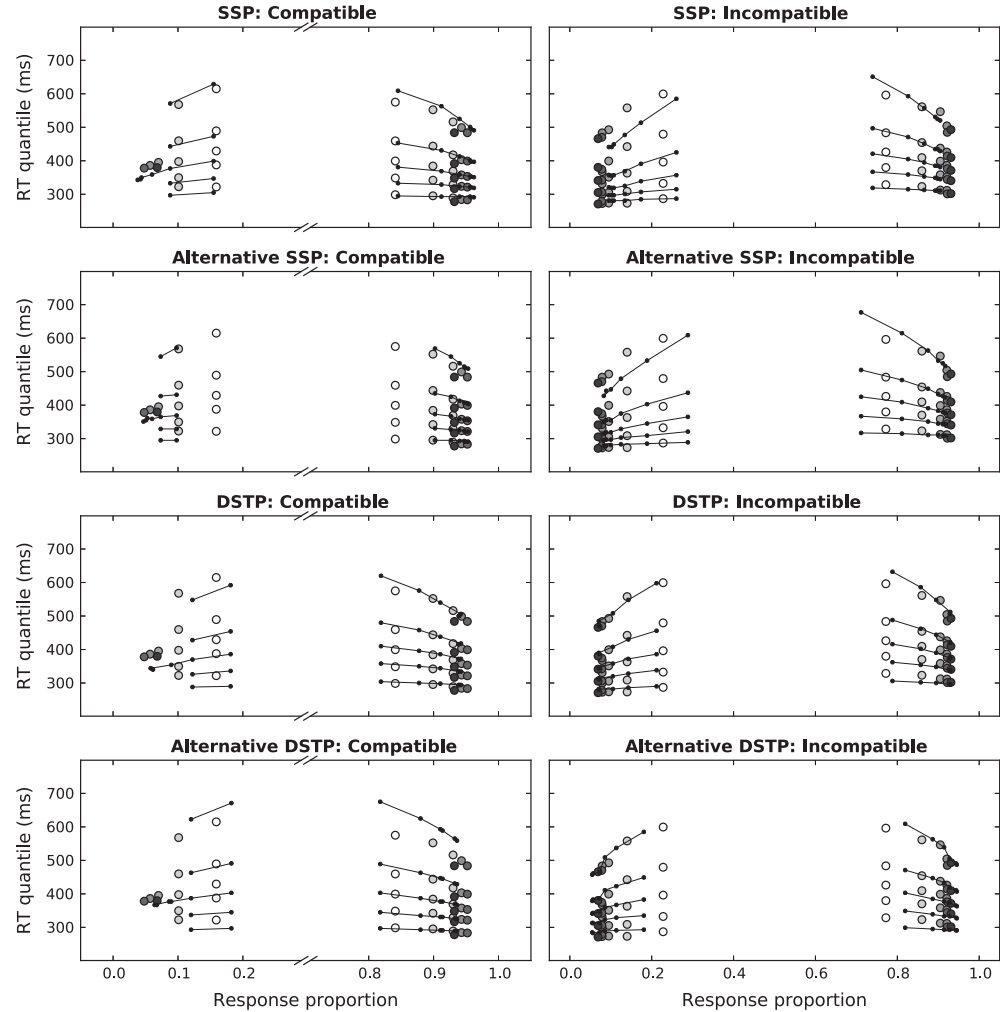 SSP: Compatible
SSP: Incompatible
RT quantile (ms)
700
600
500
400
300
Alternative SSP: Compatible
Alternative SSP: Incompatible
RT quantile (ms)
700
600
500
400
300
DSTP: Compatible
DSTP: Incompatible
RT quantile (ms)
700
600
500
400
300
Alternative DSTP: Compatible
Alternative DSTP: Incompatible
RT quantile (ms)
700
600
500
400
300
0.0 0.1 0.2 0.8 0.9 1.0
0.0 0.2 0.4 0.6 0.8 1.0
Response proportion
Response proportion